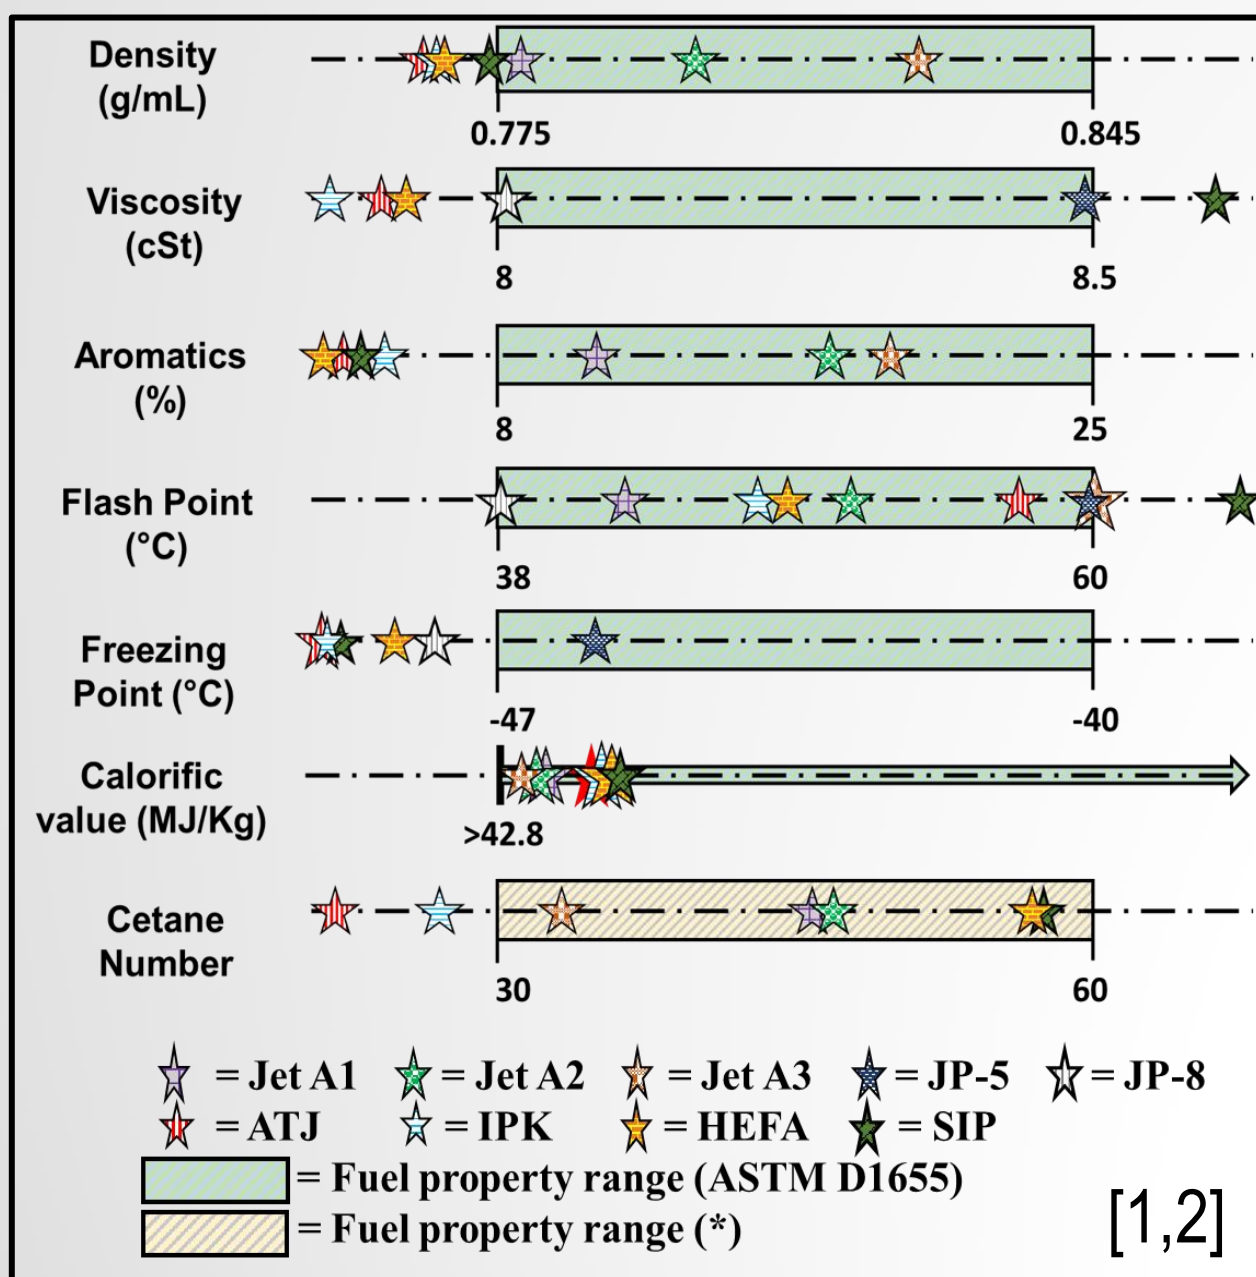 Density
(g/mL)
0.775 0.845
Viscosity
(cSt)
8 8.5
Aromatics
(%)
8 25
Flash Point
(°C)
38 60
Freezing
Point (°C)
-47 -40
Calorific
value (MJ/Kg)
>42.8
Cetane
Number
30 60
= Jet A1 = Jet A2 = Jet A3 = JP-5 = JP-8
= ATJ = IPK = HEFA = SIP
= Fuel property range (ASTM D1655)
= Fuel property range (*)
[1,2]